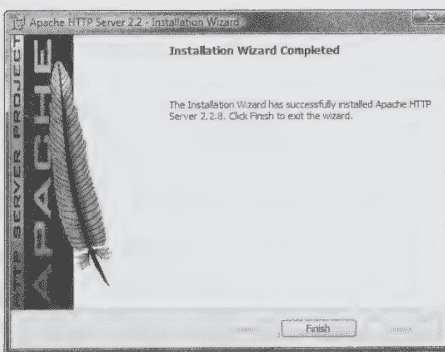 Apache HTTP Server 2.2 - Installation Wizard
HTTP SERVER PROJECT
APACHE
Installation Wizard Completed
The Installation Wizard has successfully installed Apache HTTP
Server 2.2.8. Click Finish to exit the wizard.
Finish